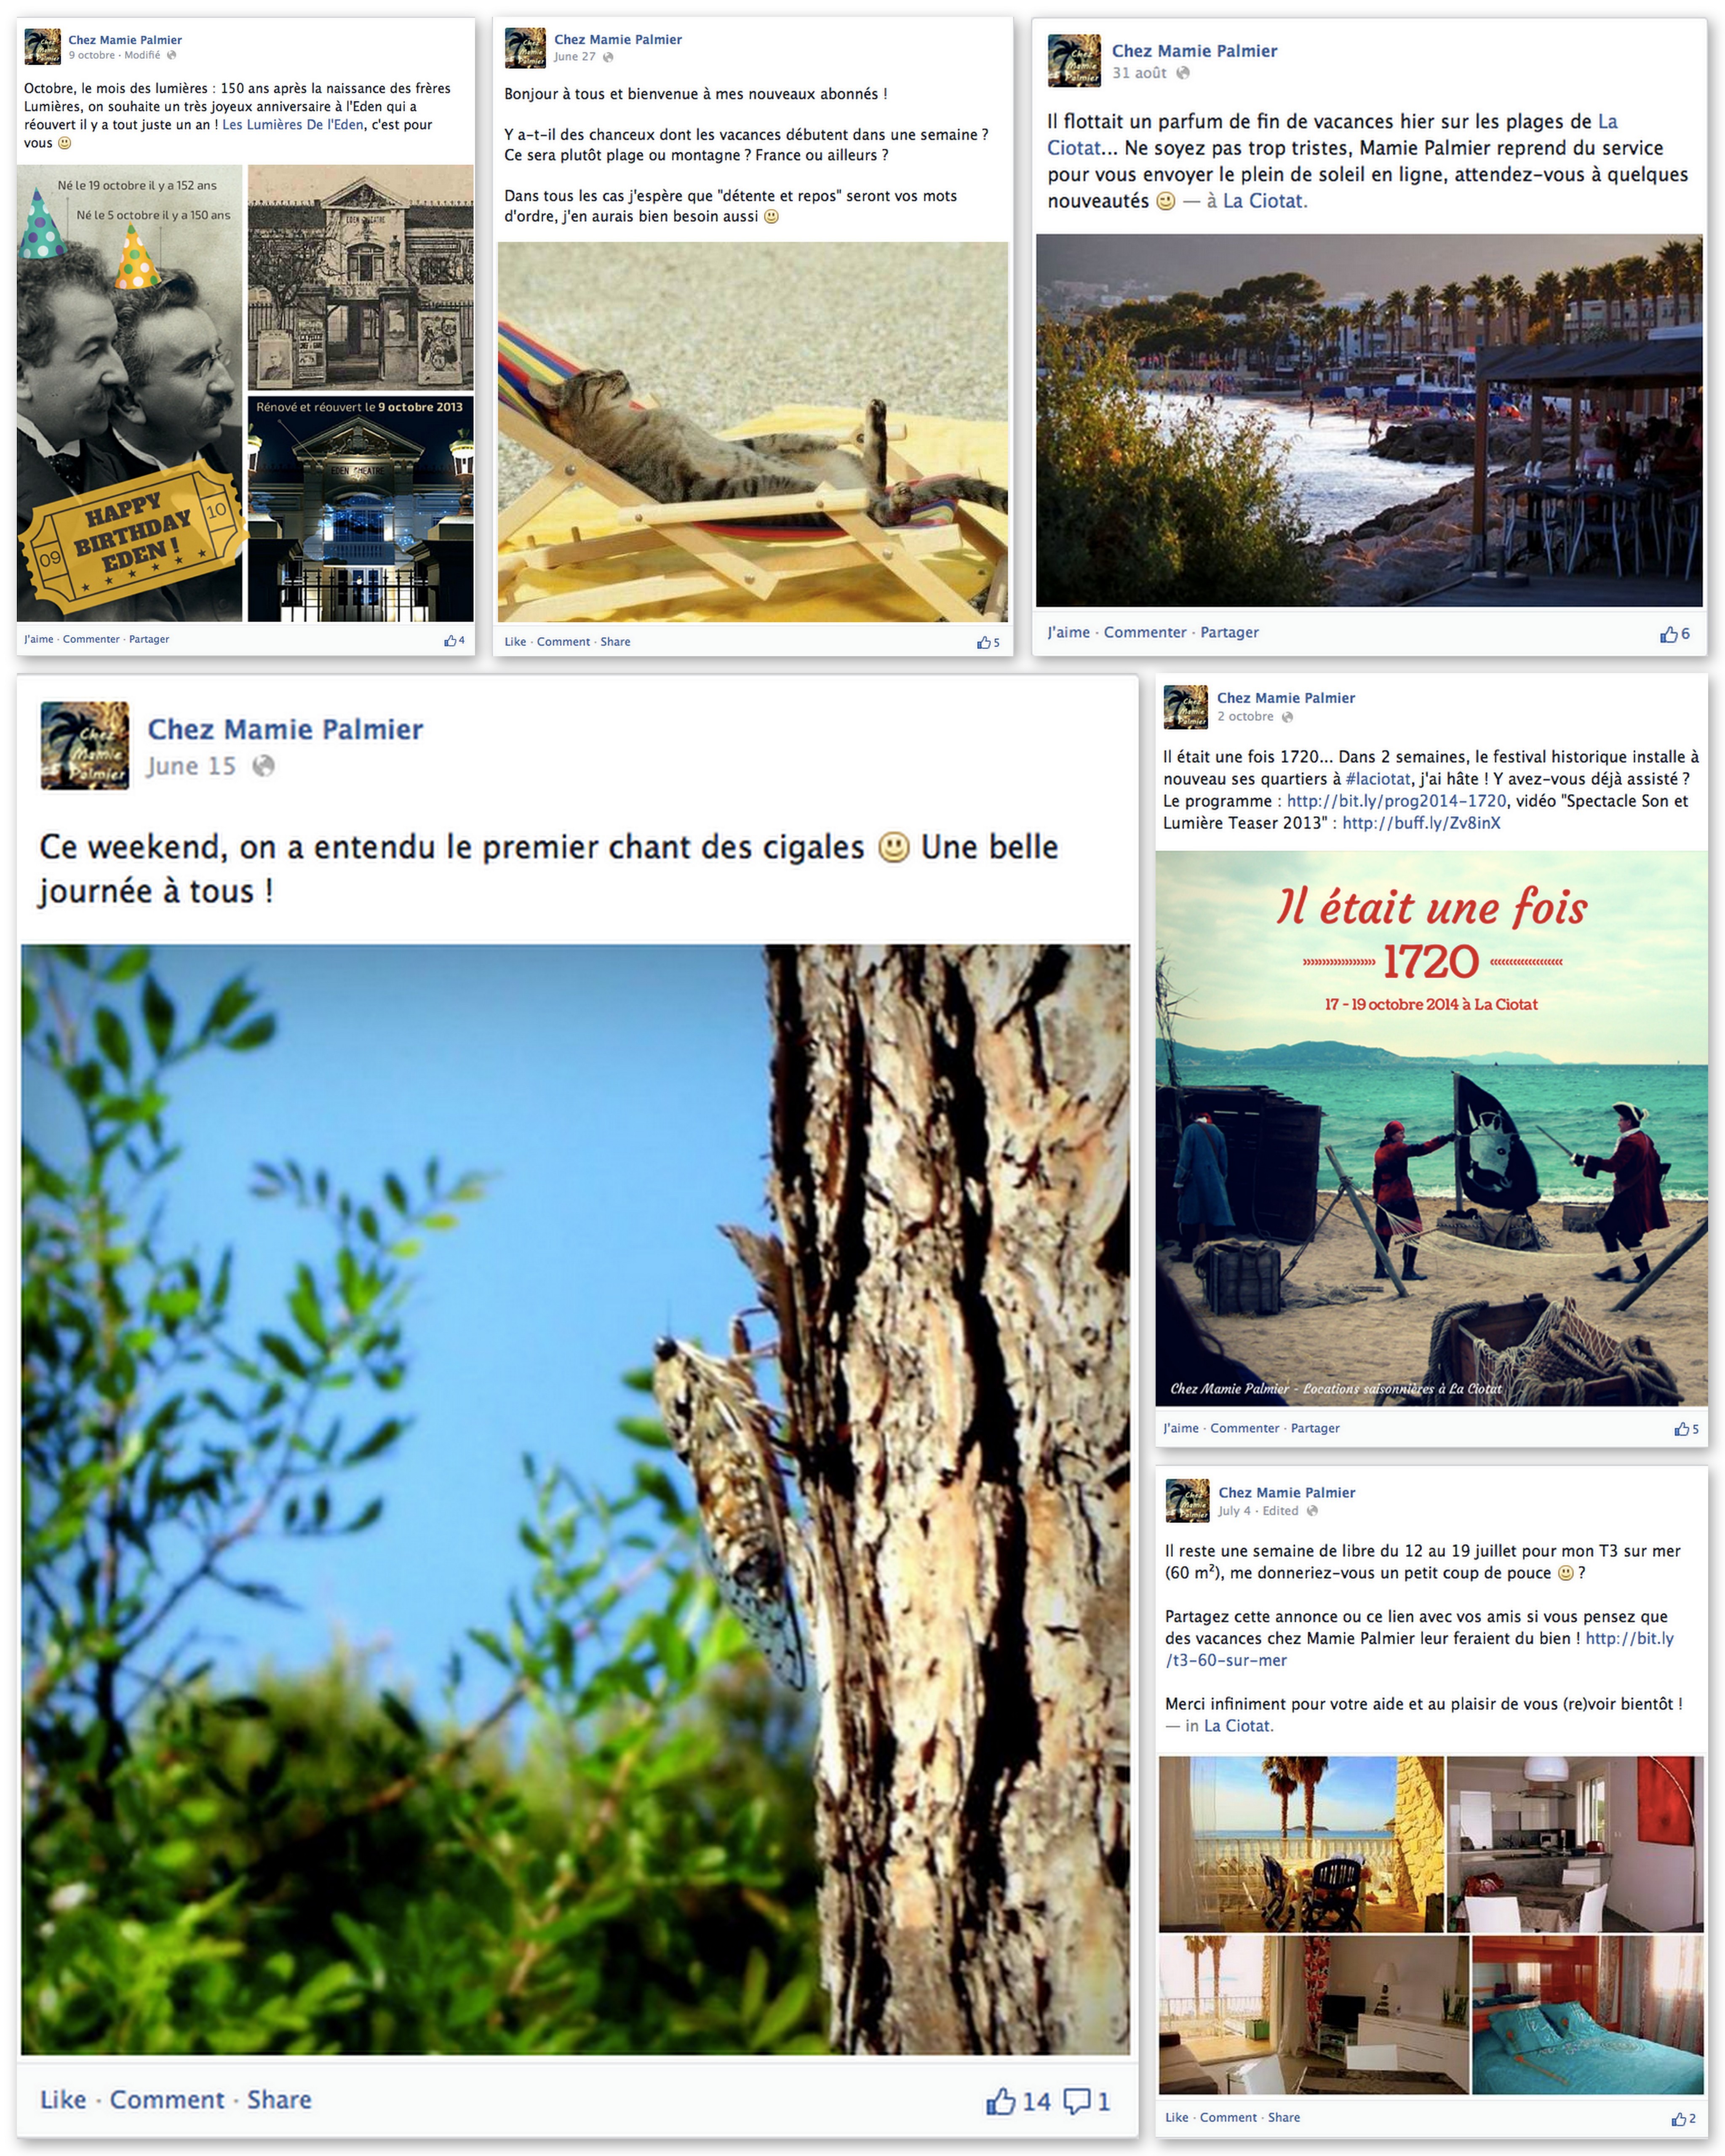 Chez Mamie Palmier
9 octobre · Modifié
Octobre, le mois des lumières : 150 ans après la naissance des frères
Lumières, on souhaite un très joyeux anniversaire à l'Eden qui a
réouvert il y a tout juste un an ! Les Lumières De l'Eden, c'est pour
vous
Né le 19 octobre il y a 152 ans
Né le 5 octobre il y a 150 ans
EDEN THÉATRE
EDEN
Rénové et réouvert le 9 octobre 2013
EDEN THEATRE
HAPPY
BIRTHDAY
EDEN !
09
10
J'aime · Commenter · Partager
4
Chez Mamie Palmier
June 27
Bonjour à tous et bienvenue à mes nouveaux abonnés !
Y a-t-il des chanceux dont les vacances débutent dans une semaine ?
Ce sera plutôt plage ou montagne ? France ou ailleurs ?
Dans tous les cas j'espère que "détente et repos" seront vos mots
d'ordre, j'en aurais bien besoin aussi
Like · Comment · Share
5
Chez Mamie Palmier
31 août
Il flottait un parfum de fin de vacances hier sur les plages de La
Ciotat... Ne soyez pas trop tristes, Mamie Palmier reprend du service
pour vous envoyer le plein de soleil en ligne, attendez-vous à quelques
nouveautés — à La Ciotat.
J'aime · Commenter · Partager
6
Chez Mamie Palmier
June 15
Ce weekend, on a entendu le premier chant des cigales Une belle
journée à tous !
Like · Comment · Share
14 1
Chez Mamie Palmier
2 octobre
Il était une fois 1720... Dans 2 semaines, le festival historique installe à
nouveau ses quartiers à #laciotat, j'ai hâte ! Y avez-vous déjà assisté ?
Le programme : http://bit.ly/prog2014-1720, vidéo "Spectacle Son et
Lumière Teaser 2013" : http://buff.ly/Zv8inX
Il était une fois
1720
17 - 19 octobre 2014 à La Ciotat
Chez Mamie Palmier - Locations saisonnières à La Ciotat
J'aime · Commenter · Partager
5
Chez Mamie Palmier
July 4 · Edited
Il reste une semaine de libre du 12 au 19 juillet pour mon T3 sur mer
(60 m²), me donneriez-vous un petit coup de pouce ?
Partagez cette annonce ou ce lien avec vos amis si vous pensez que
des vacances chez Mamie Palmier leur feraient du bien ! http://bit.ly
/t3-60-sur-mer
Merci infiniment pour votre aide et au plaisir de vous (re)voir bientôt !
— in La Ciotat.
Like · Comment · Share
2